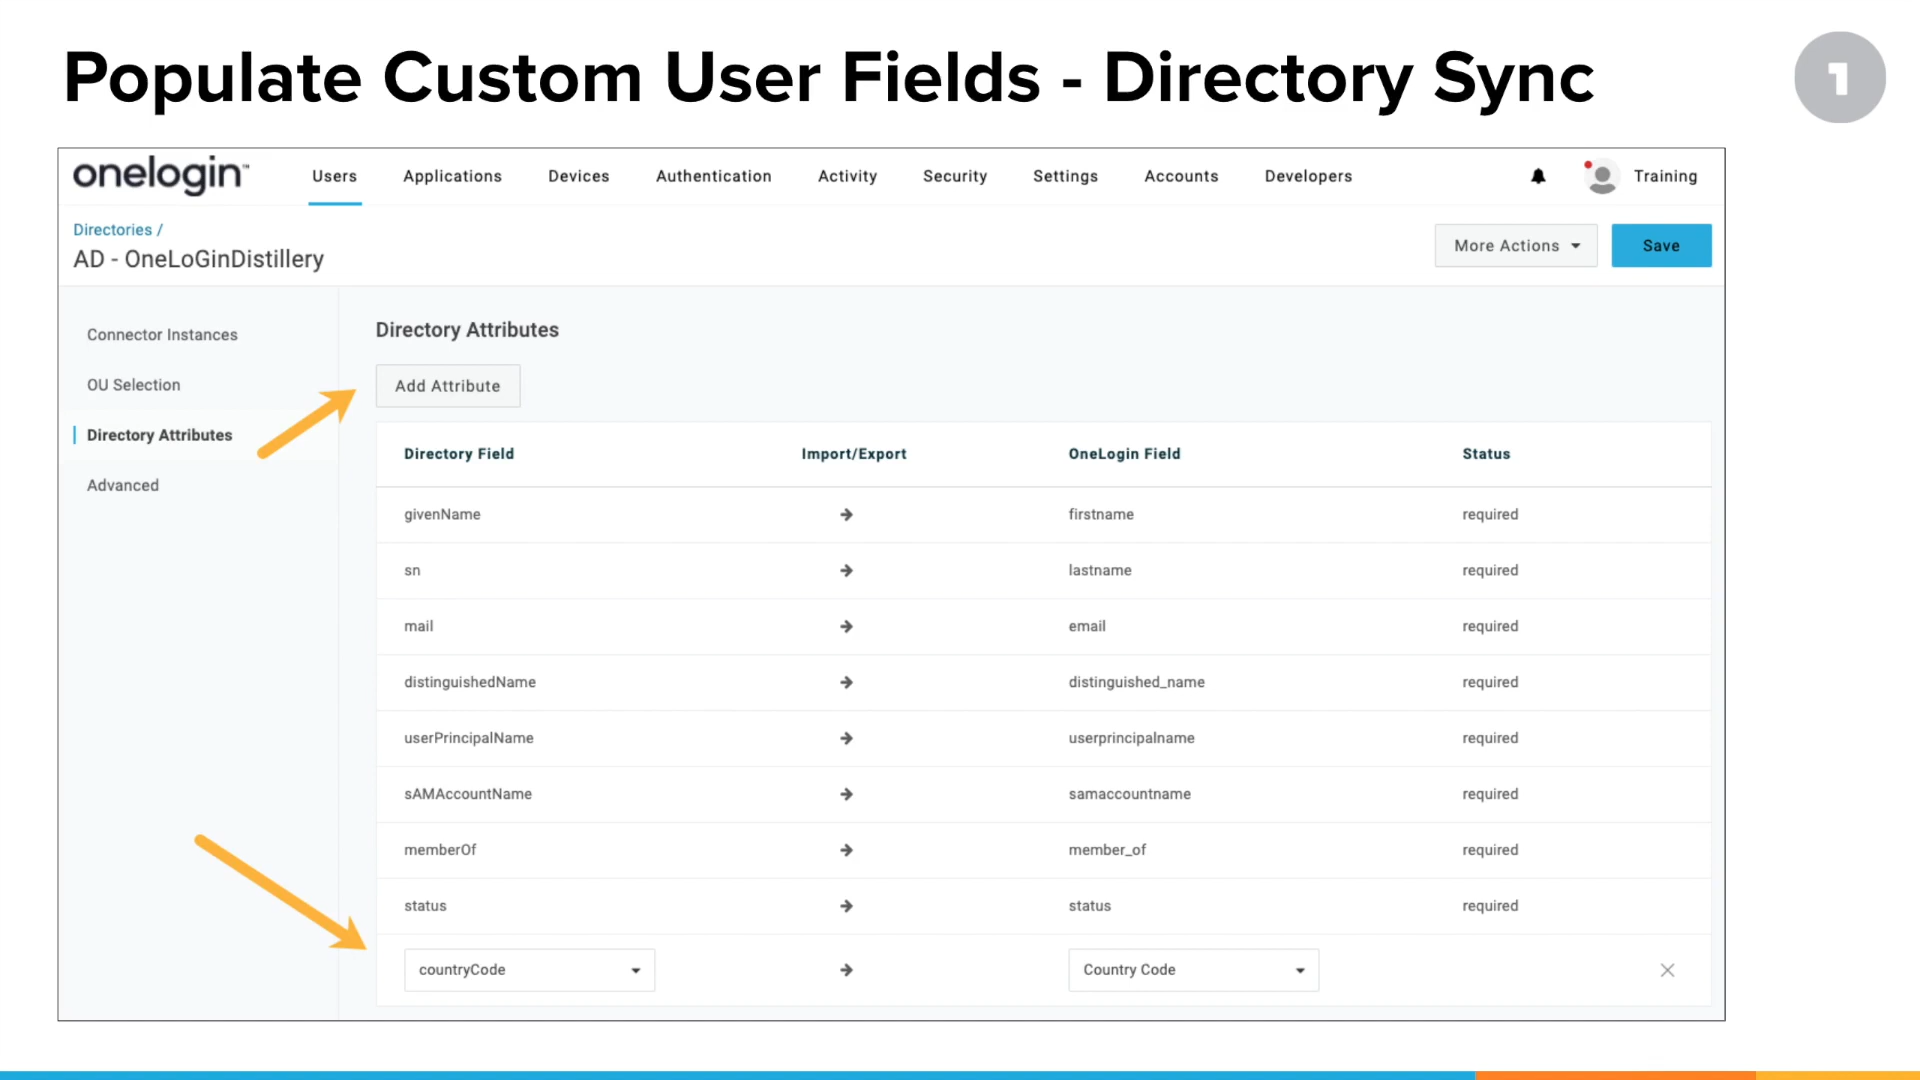 Populate Custom User Fields - Directory Sync
1
onelogin™ Users Applications Devices Authentication Activity Security Settings Accounts Developers Training
Directories /
AD - OneLoGinDistillery
More Actions Save
Connector Instances
OU Selection
Directory Attributes
Advanced
Directory Attributes
Add Attribute
Directory Field Import/Export OneLogin Field Status
givenName firstname required
sn lastname required
mail email required
distinguishedName distinguished_name required
userPrincipalName userprincipalname required
sAMAccountName samaccountname required
memberOf member_of required
status status required
countryCode Country Code